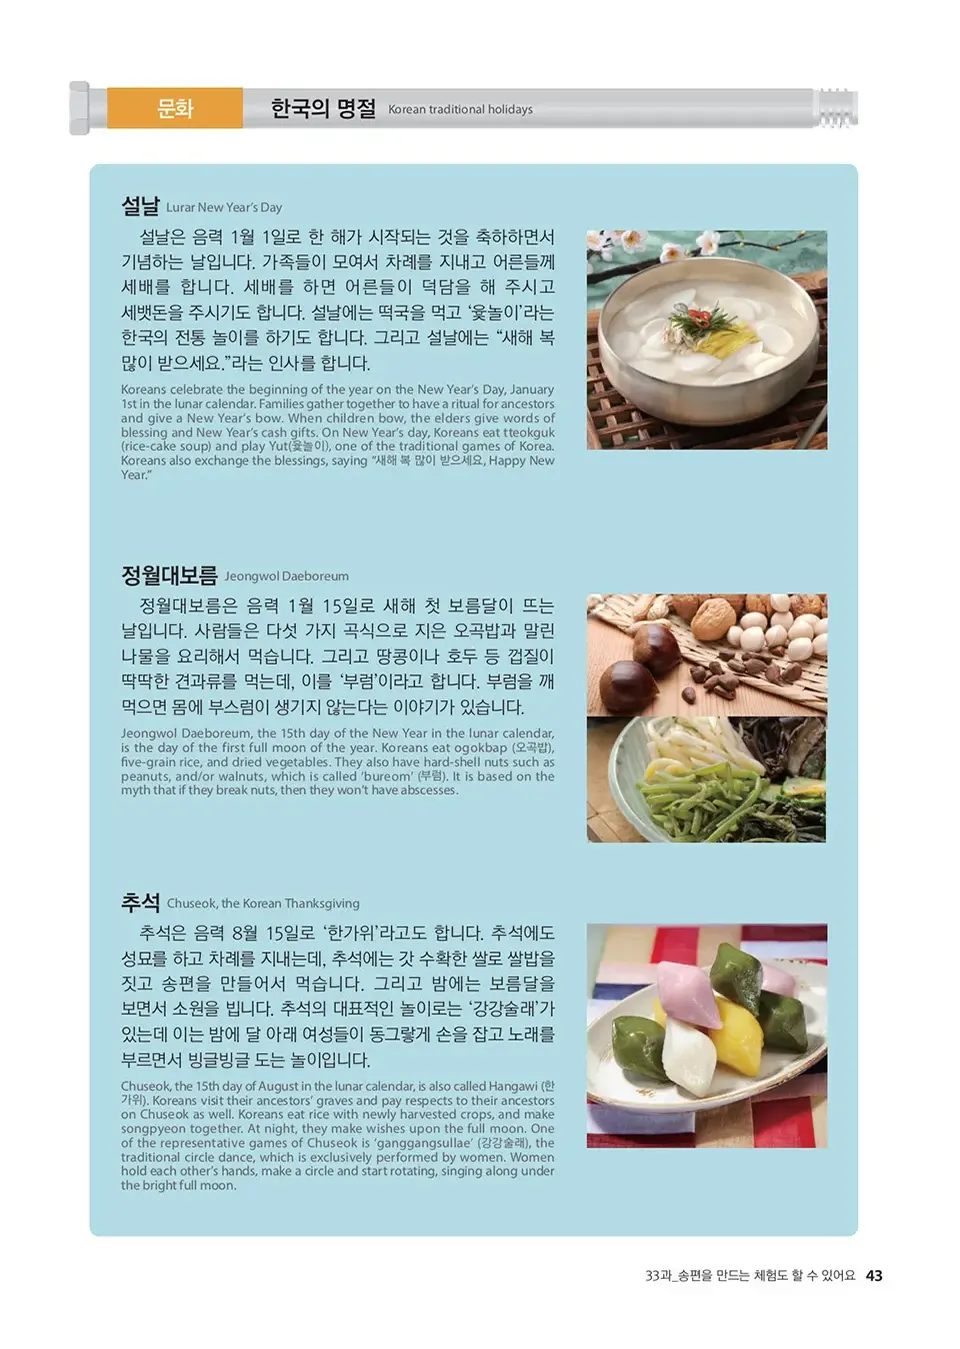 문화
한국의 명절 Korean traditional holidays
설날 Lurar New Year's Day
설날은 음력 1월 1일로 한 해가 시작되는 것을 축하하면서
기념하는 날입니다. 가족들이 모여서 차례를 지내고 어른들께
세배를 합니다. 세배를 하면 어른들이 덕담을 해 주시고
세뱃돈을 주시기도 합니다. 설날에는 떡국을 먹고 ‘윷놀이’라는
한국의 전통 놀이를 하기도 합니다. 그리고 설날에는 “새해 복
많이 받으세요.”라는 인사를 합니다.
Koreans celebrate the beginning of the year on the New Year's Day, January
1st in the lunar calendar. Families gather together to have a ritual for ancestors
and give a New Year's bow. When children bow, the elders give words of
blessing and New Year's cash gifts. On New Year's day, Koreans eat tteokguk
(rice-cake soup) and play Yut(윷놀이), one of the traditional games of Korea.
Koreans also exchange the blessings, saying “새해 복 많이 받으세요, Happy New
Year.”
정월대보름 Jeongwol Daeboreum
정월대보름은 음력 1월 15일로 새해 첫 보름달이 뜨는
날입니다. 사람들은 다섯 가지 곡식으로 지은 오곡밥과 말린
나물을 요리해서 먹습니다. 그리고 땅콩이나 호두 등 껍질이
딱딱한 견과류를 먹는데, 이를 ‘부럼’이라고 합니다. 부럼을 깨
먹으면 몸에 부스럼이 생기지 않는다는 이야기가 있습니다.
Jeongwol Daeboreum, the 15th day of the New Year in the lunar calendar,
is the day of the first full moon of the year. Koreans eat ogokbap (오곡밥),
five-grain rice, and dried vegetables. They also have hard-shell nuts such as
peanuts, and/or walnuts, which is called ‘bureom’ (부럼). It is based on the
myth that if they break nuts, then they won't have abscesses.
추석 Chuseok, the Korean Thanksgiving
추석은 음력 8월 15일로 ‘한가위’라고도 합니다. 추석에도
성묘를 하고 차례를 지내는데, 추석에는 갓 수확한 쌀로 쌀밥을
짓고 송편을 만들어서 먹습니다. 그리고 밤에는 보름달을
보면서 소원을 빕니다. 추석의 대표적인 놀이로는 ‘강강술래’가
있는데 이는 밤에 달 아래 여성들이 동그랗게 손을 잡고 노래를
부르면서 빙글빙글 도는 놀이입니다.
Chuseok, the 15th day of August in the lunar calendar, is also called Hangawi (한
가위). Koreans visit their ancestors' graves and pay respects to their ancestors
on Chuseok as well. Koreans eat rice with newly harvested crops, and make
songpyeon together. At night, they make wishes upon the full moon. One
of the representative games of Chuseok is ‘ganggangsullae’ (강강술래), the
traditional circle dance, which is exclusively performed by women. Women
hold each other's hands, make a circle and start rotating, singing along under
the bright full moon.
33과_송편을 만드는 체험도 할 수 있어요 43